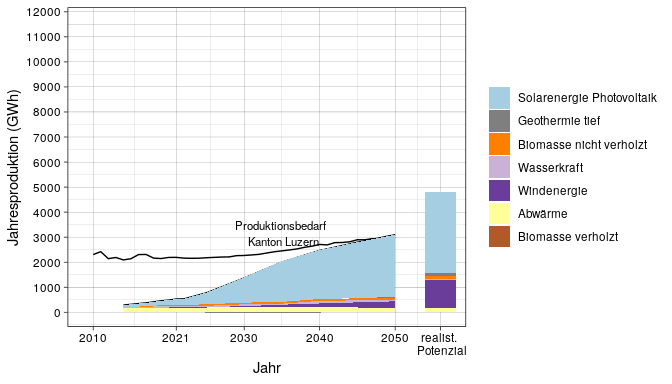 12000
11000
10000
9000
8000
7000
6000
5000
4000
3000
2000
1000
0
Jahresproduktion (GWh)
Produktionsbedarf
Kanton Luzern
2010
2021
2030
2040
2050
realist.
Potenzial
Jahr
Solarenergie Photovoltaik
Geothermie tief
Biomasse nicht verholzt
Wasserkraft
Windenergie
Abwärme
Biomasse verholzt